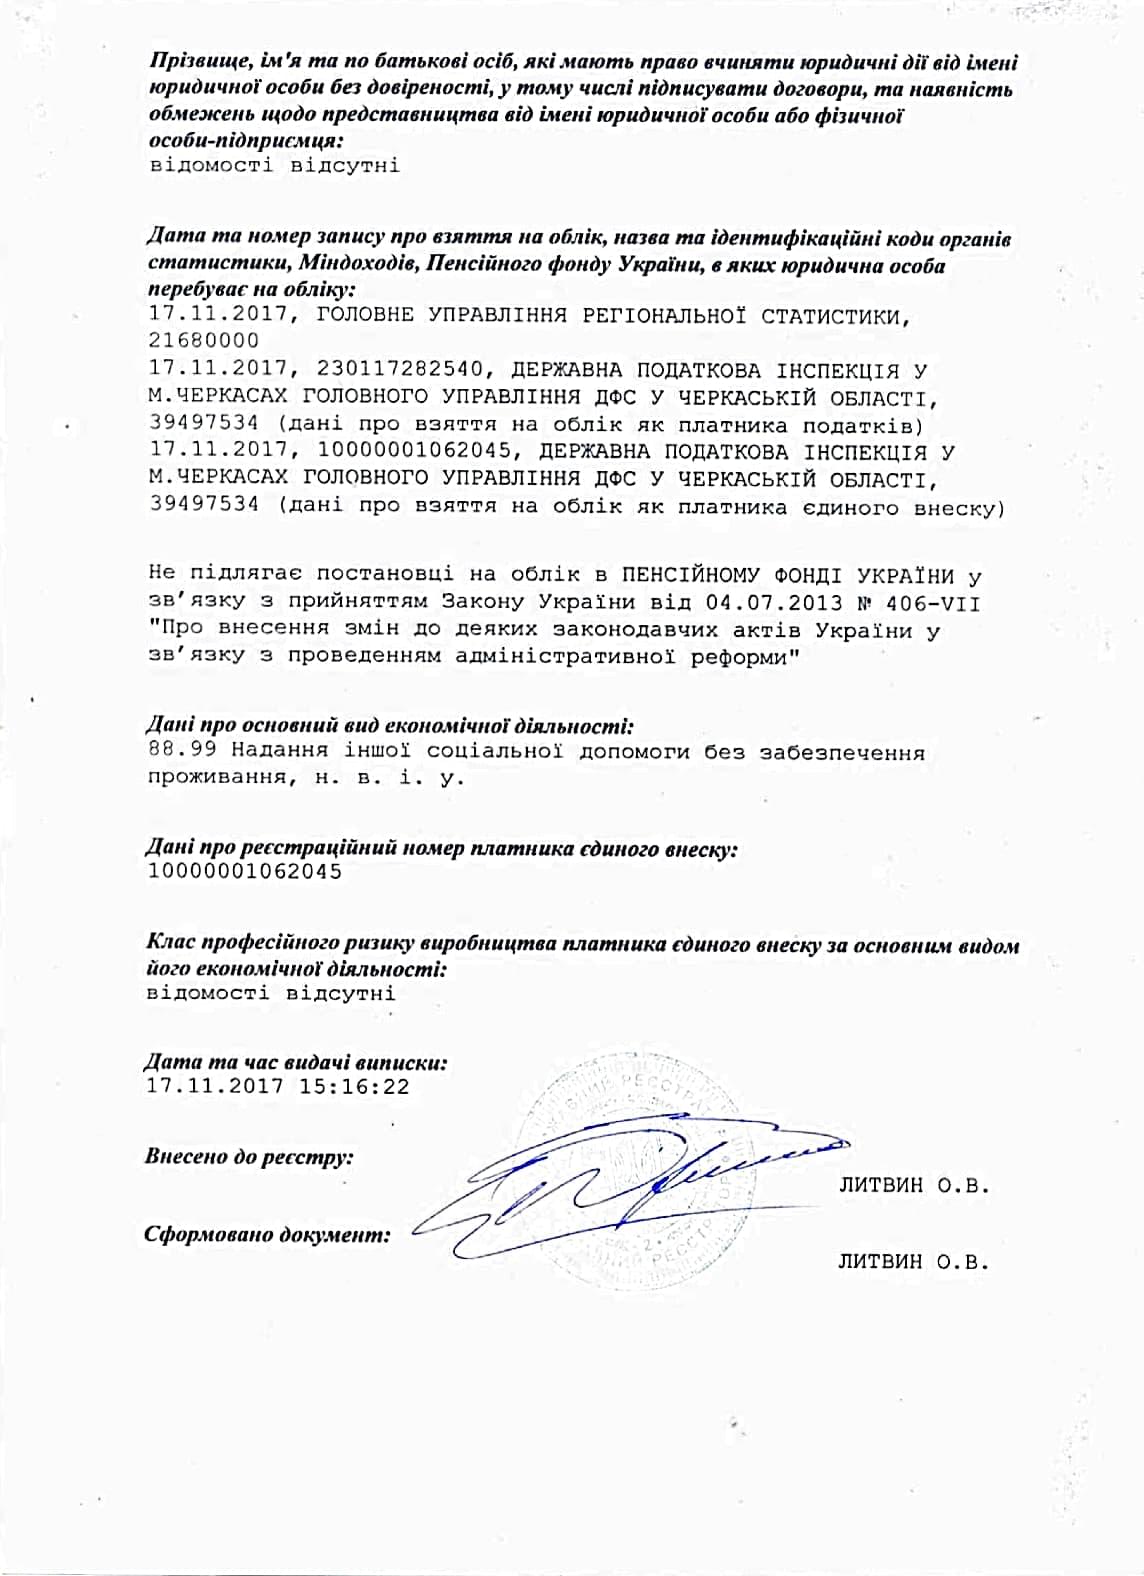 Прізвище, ім'я та по батькові осіб, які мають право вчиняти юридичні дії від імені
юридичної особи без довіреності, у тому числі підписувати договори, та наявність
обмежень щодо представництва від імені юридичної особи або фізичної
особи-підприємця:
відомості відсутні
Дата та номер запису про взяття на облік, назва та ідентифікаційні коди органів
статистики, Міндоходів, Пенсійного фонду України, в яких юридична особа
перебуває на обліку:
17.11.2017, ГОЛОВНЕ УПРАВЛІННЯ РЕГІОНАЛЬНОЇ СТАТИСТИКИ,
21680000
17.11.2017, 230117282540, ДЕРЖАВНА ПОДАТКОВА ІНСПЕКЦІЯ У
М.ЧЕРКАСАХ ГОЛОВНОГО УПРАВЛІННЯ ДФС У ЧЕРКАСЬКІЙ ОБЛАСТІ,
39497534 (дані про взяття на облік як платника податків)
17.11.2017, 10000001062045, ДЕРЖАВНА ПОДАТКОВА ІНСПЕКЦІЯ У
М.ЧЕРКАСАХ ГОЛОВНОГО УПРАВЛІННЯ ДФС У ЧЕРКАСЬКІЙ ОБЛАСТІ,
39497534 (дані про взяття на облік як платника єдиного внеску)
Не підлягає постановці на облік в ПЕНСІЙНОМУ ФОНДІ УКРАЇНИ у
зв'язку з прийняттям Закону України від 04.07.2013 № 406-VII
"Про внесення змін до деяких законодавчих актів України у
зв'язку з проведенням адміністративної реформи"
Дані про основний вид економічної діяльності:
88.99 Надання іншої соціальної допомоги без забезпечення
проживання, н. в. і. у.
Дані про реєстраційний номер платника єдиного внеску:
10000001062045
Клас професійного ризику виробництва платника єдиного внеску за основним видом
його економічної діяльності:
відомості відсутні
Дата та час видачі виписки:
17.11.2017 15:16:22
Внесено до реєстру:
ЛИТВИН О.В.
Сформовано документ:
ЛИТВИН О.В.